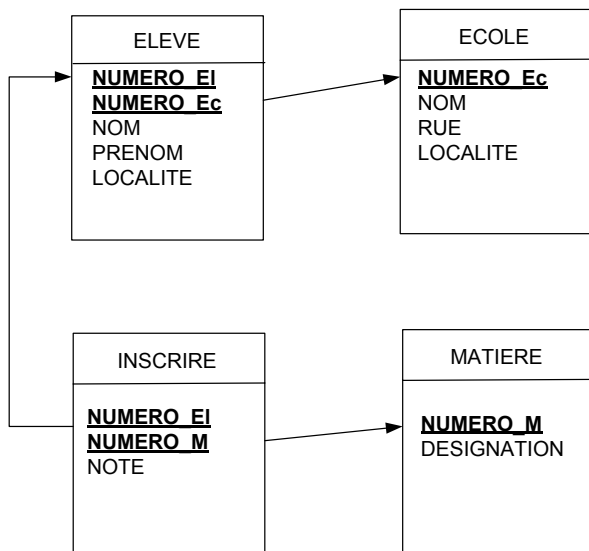 ELEVE
NUMERO_El
NUMERO_Ec
NOM
PRENOM
LOCALITE
ECOLE
NUMERO_Ec
NOM
RUE
LOCALITE
INSCRIRE
NUMERO_El
NUMERO_M
NOTE
MATIERE
NUMERO_M
DESIGNATION